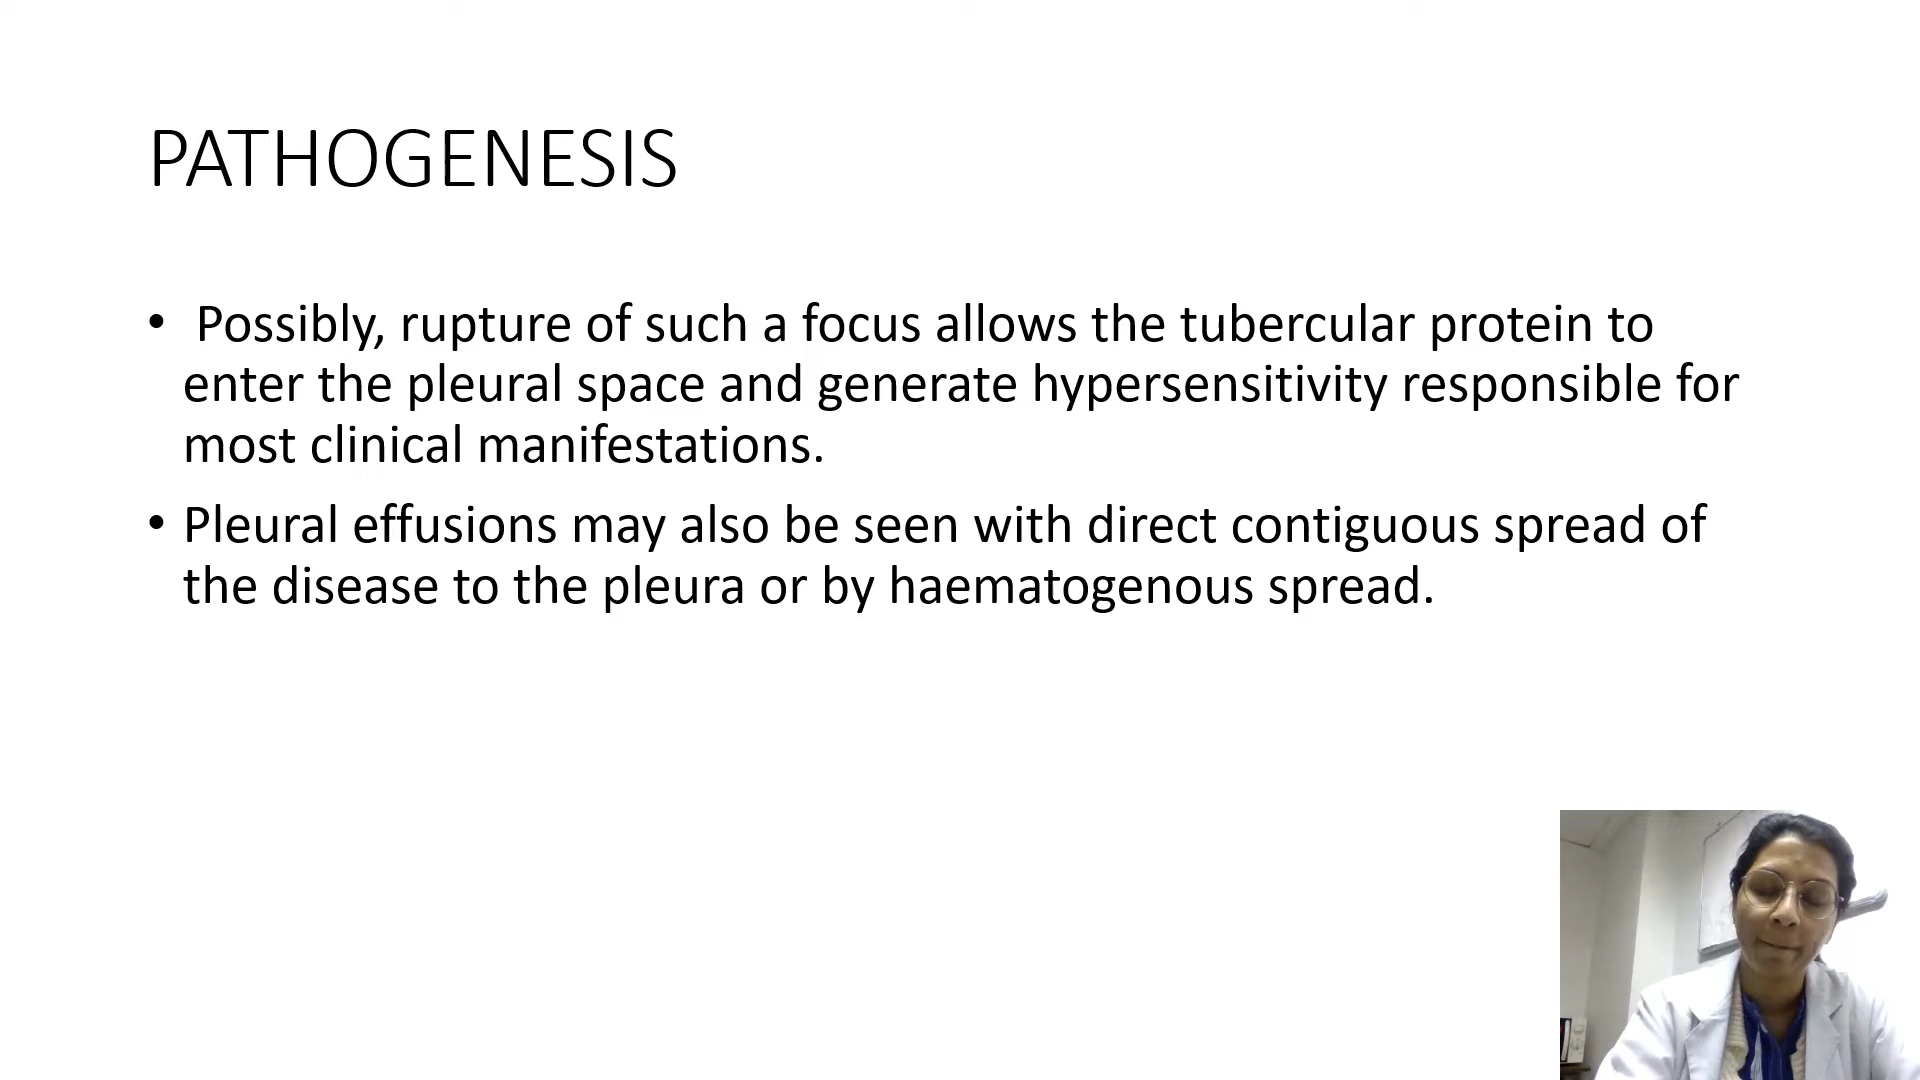 PATHOGENESIS
• Possibly, rupture of such a focus allows the tubercular protein to
enter the pleural space and generate hypersensitivity responsible for
most clinical manifestations.
• Pleural effusions may also be seen with direct contiguous spread of
the disease to the pleura or by haematogenous spread.